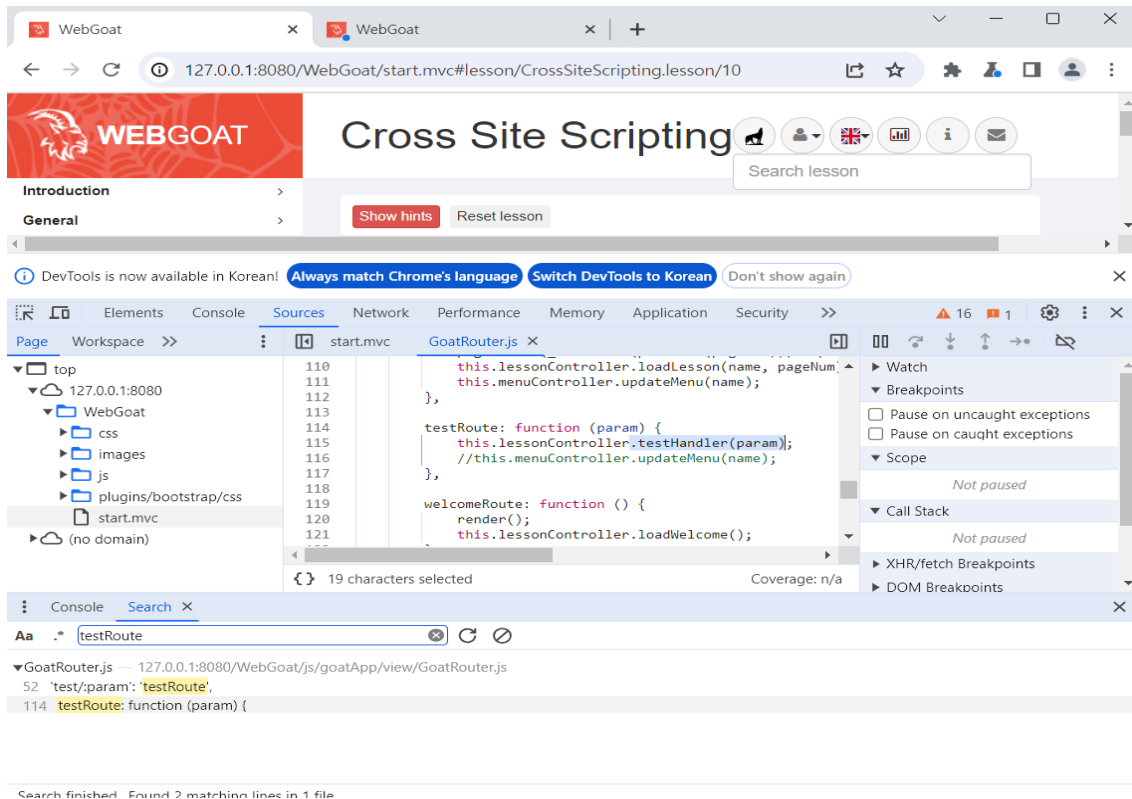 WebGoat
WebGoat
127.0.0.1:8080/WebGoat/start.mvc#lesson/CrossSiteScripting.lesson/10
WEBGOAT
Cross Site Scripting
Search lesson
Introduction
General
Show hints
Reset lesson
DevTools is now available in Korean!
Always match Chrome's language
Switch DevTools to Korean
Don't show again
Elements Console Sources Network Performance Memory Application Security >> 16 1
Page Workspace >>
start.mvc GoatRouter.js
top
127.0.0.1:8080
WebGoat
css
images
js
plugins/bootstrap/css
start.mvc
(no domain)
110 this.lessonController.loadLesson(name, pageNum)
111 this.menuController.updateMenu(name);
112 },
113
114 testRoute: function (param) {
115 this.lessonController.testHandler(param);
116 //this.menuController.updateMenu(name);
117 },
118
119 welcomeRoute: function () {
120 render();
121 this.lessonController.loadWelcome();
{ } 19 characters selected
Coverage: n/a
Watch
Breakpoints
Pause on uncaught exceptions
Pause on caught exceptions
Scope
Not paused
Call Stack
Not paused
XHR/fetch Breakpoints
DOM Breakpoints
Console Search
Aa .* testRoute
GoatRouter.js — 127.0.0.1:8080/WebGoat/js/goatApp/view/GoatRouter.js
52 'test/:param': 'testRoute',
114 testRoute: function (param) {
Search finished. Found 2 matching lines in 1 file.